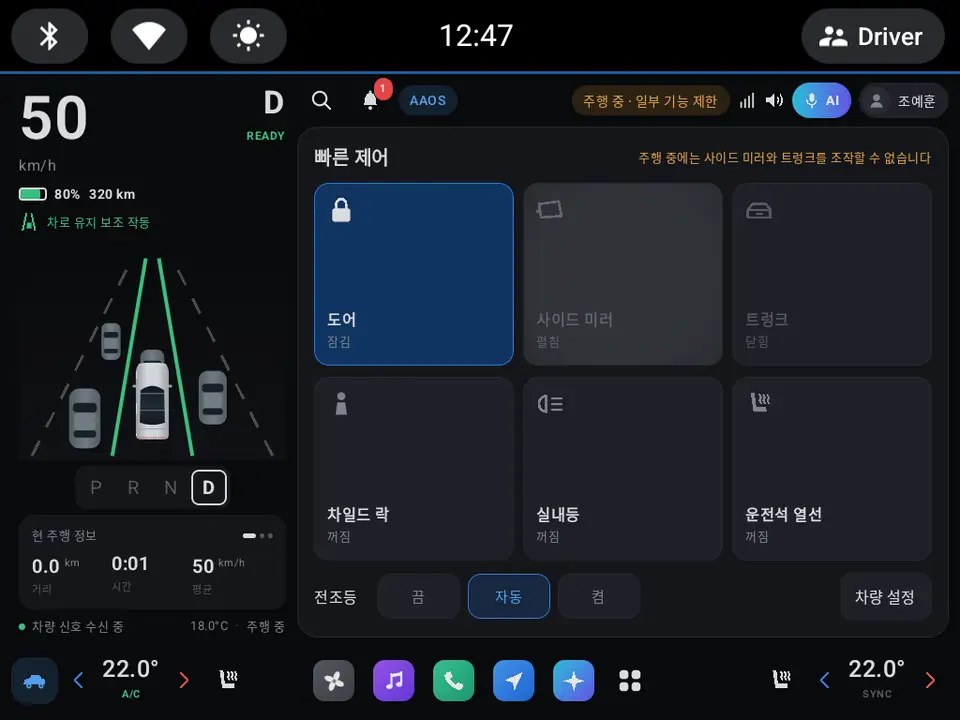 12:47
Driver
50
D
READY
km/h
80% 320 km
차로 유지 보조 작동
P R N D
현 주행 정보
0.0 km 0:01 50 km/h
거리 시간 평균
차량 신호 수신 중 18.0°C · 주행 중
1
AAOS
주행 중 · 일부 기능 제한
AI
조예훈
빠른 제어
주행 중에는 사이드 미러와 트렁크를 조작할 수 없습니다
도어
잠김
사이드 미러
펼침
트렁크
닫힘
차일드 락
꺼짐
실내등
꺼짐
운전석 열선
꺼짐
전조등
끔
자동
켬
차량 설정
22.0°
A/C
22.0°
SYNC